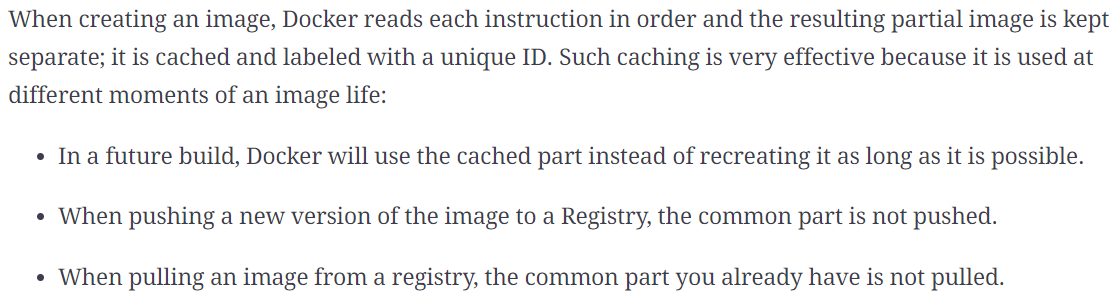 When creating an image, Docker reads each instruction in order and the resulting partial image is kept
separate; it is cached and labeled with a unique ID. Such caching is very effective because it is used at
different moments of an image life:
• In a future build, Docker will use the cached part instead of recreating it as long as it is possible.
• When pushing a new version of the image to a Registry, the common part is not pushed.
• When pulling an image from a registry, the common part you already have is not pulled.